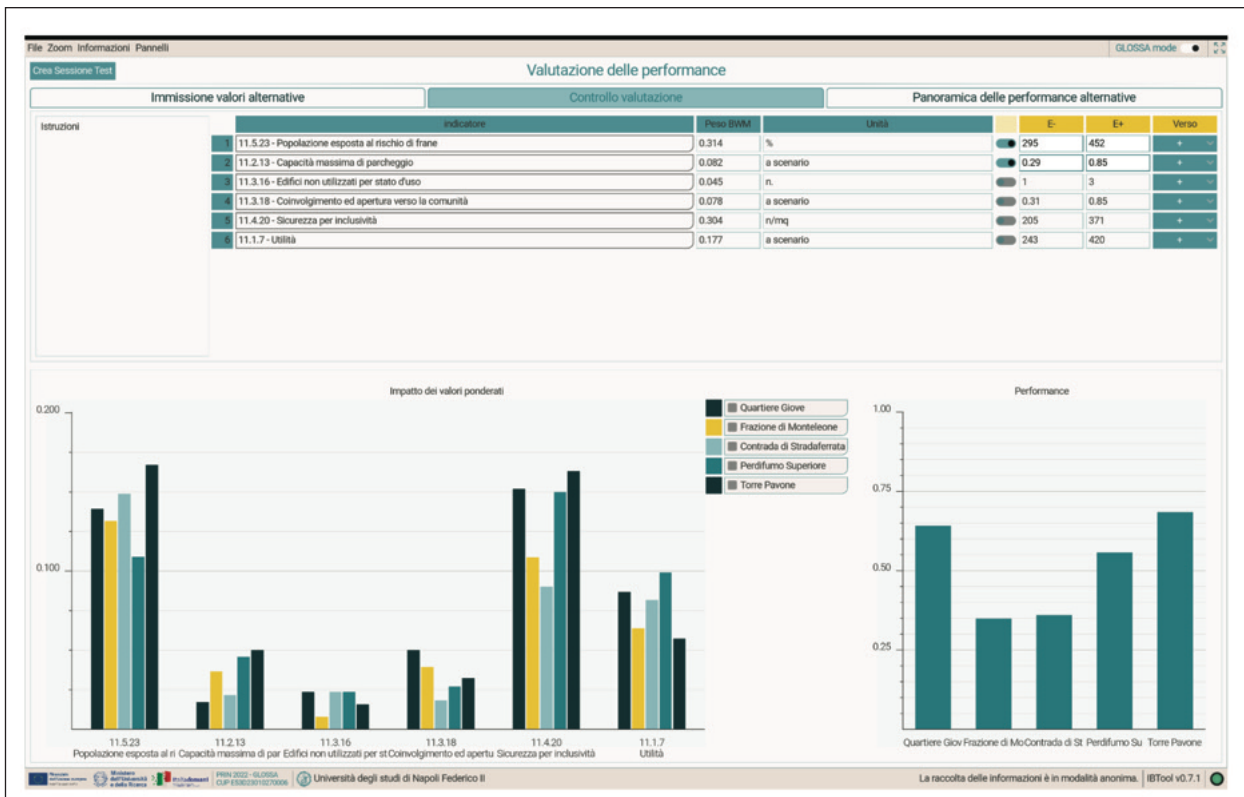 File Zoom Informazioni Pannelli
GLOSSA mode
Crea Sessione Test
Valutazione delle performance
Immissione valori alternative
Controllo valutazione
Panoramica delle performance alternative
Istruzioni
Indicatore Peso BWM Unità E- E+ Verso
1 11.5.23 - Popolazione esposta al rischio di frane 0.314 % 295 452 +
2 11.2.13 - Capacità massima di parcheggio 0.082 a scenario 0.29 0.85 +
3 11.3.16 - Edifici non utilizzati per stato d'uso 0.045 n. 1 3 +
4 11.3.18 - Coinvolgimento ed apertura verso la comunità 0.078 a scenario 0.31 0.85 +
5 11.4.20 - Sicurezza per inclusività 0.304 n/mq 205 371 +
6 11.1.7 - Utilità 0.177 a scenario 243 420 +
Impatto dei valori ponderati
0.200
0.100
11.5.23 11.2.13 11.3.16 11.3.18 11.4.20 11.1.7
Popolazione esposta al ri Capacità massima di par Edifici non utilizzati per st Coinvolgimento ed apertu Sicurezza per inclusività Utilità
Quartiere Giove
Frazione di Monteleone
Contrada di Stradaferrata
Perdifumo Superiore
Torre Pavone
Performance
1.00
0.75
0.50
0.25
Quartiere Giov Frazione di Mo Contrada di St Perdifumo Su Torre Pavone
PRIN 2022 - GLOSSA
Università degli studi di Napoli Federico II
La raccolta delle informazioni è in modalità anonima.
IBTool v0.7.1